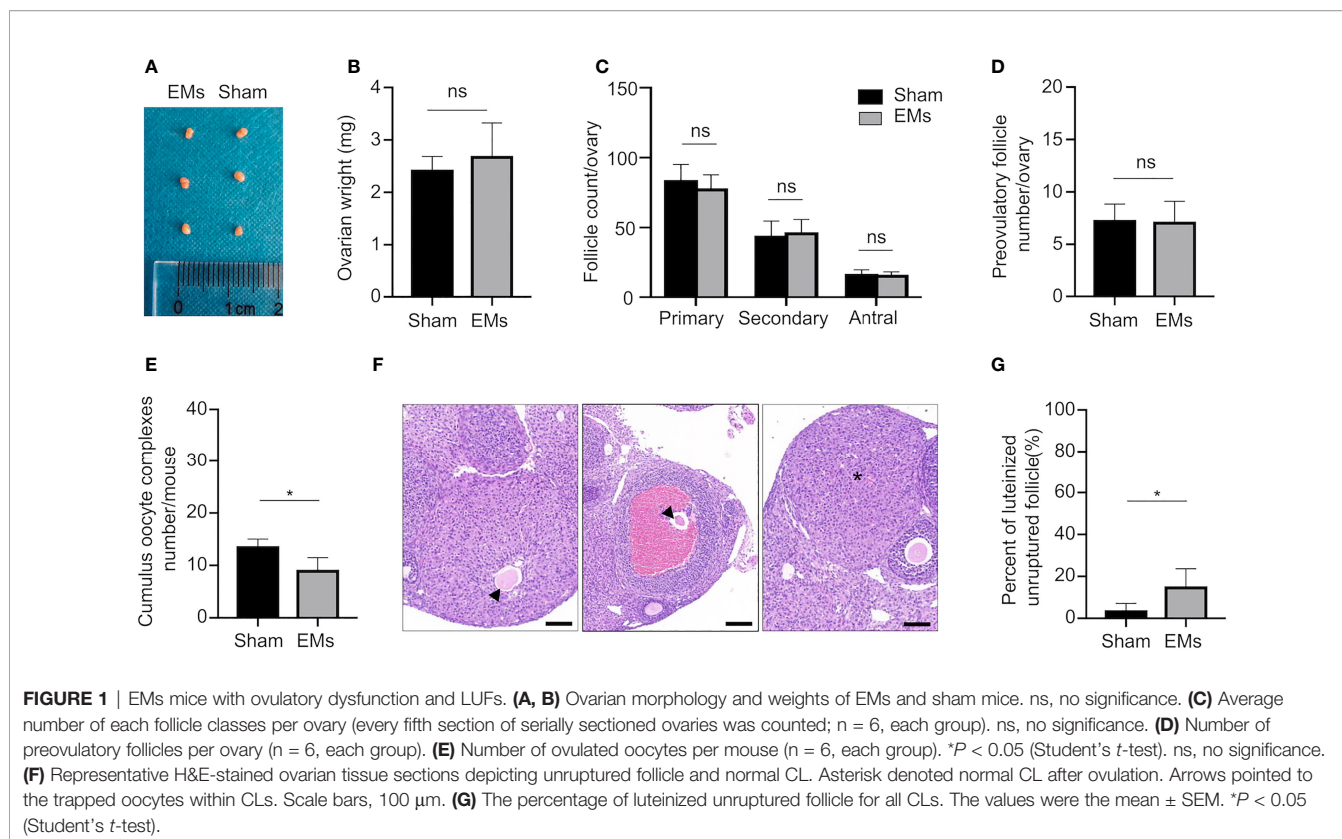 A
EMs Sham
0 1 cm 2
B
Ovarian wright (mg)
4
3
2
1
0
ns
Sham EMs
C
Follicle count/ovary
150
100
50
0
ns
ns
ns
Primary Secondary Antral
Sham
EMs
D
Preovulatory follicle
number/ovary
20
15
10
5
0
ns
Sham EMs
E
Cumulus oocyte complexes
number/mouse
40
30
20
10
0
*
Sham EMs
F
*
G
Percent of luteinized
unruptured follicle(%)
100
80
60
40
20
0
*
Sham EMs
FIGURE 1 | EMs mice with ovulatory dysfunction and LUFs. (A, B) Ovarian morphology and weights of EMs and sham mice. ns, no significance. (C) Average
number of each follicle classes per ovary (every fifth section of serially sectioned ovaries was counted; n = 6, each group). ns, no significance. (D) Number of
preovulatory follicles per ovary (n = 6, each group). (E) Number of ovulated oocytes per mouse (n = 6, each group). *P < 0.05 (Student's t-test). ns, no significance.
(F) Representative H&E-stained ovarian tissue sections depicting unruptured follicle and normal CL. Asterisk denoted normal CL after ovulation. Arrows pointed to
the trapped oocytes within CLs. Scale bars, 100 μm. (G) The percentage of luteinized unruptured follicle for all CLs. The values were the mean ± SEM. *P < 0.05
(Student's t-test).